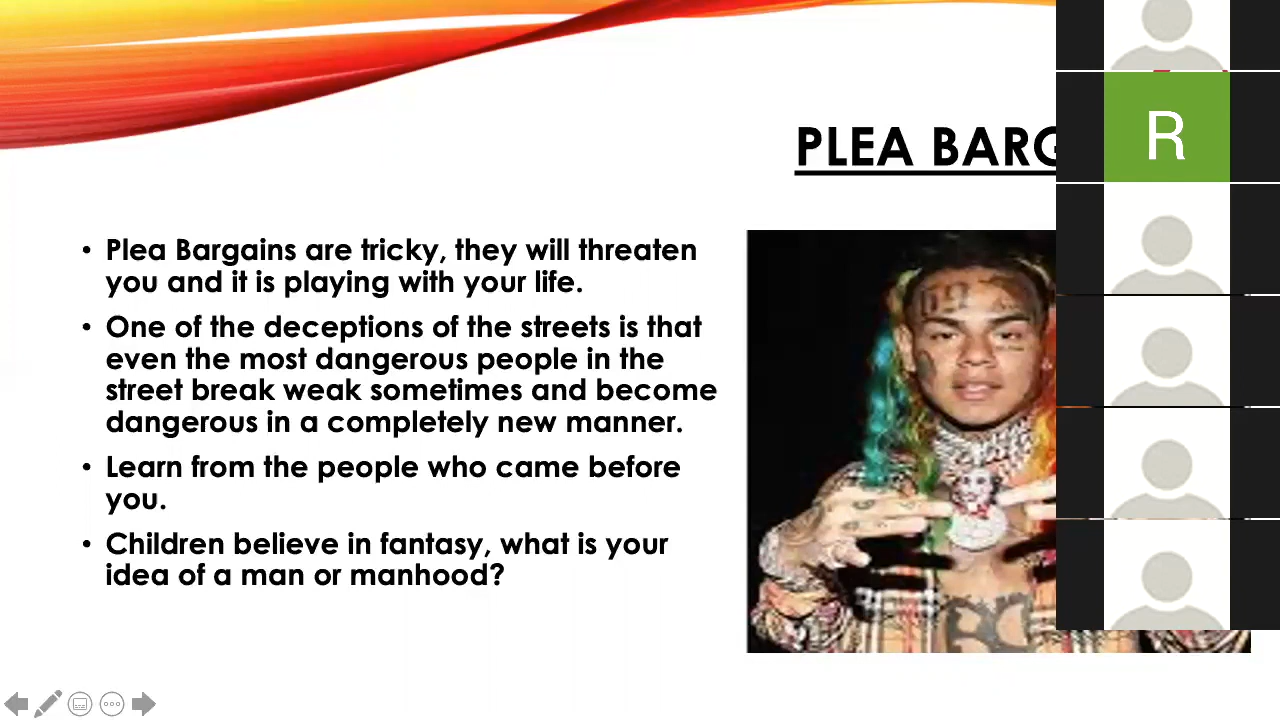 PLEA BARG
R
Plea Bargains are tricky, they will threaten
you and it is playing with your life.
One of the deceptions of the streets is that
even the most dangerous people in the
street break weak sometimes and become
dangerous in a completely new manner.
Learn from the people who came before
you.
Children believe in fantasy, what is your
idea of a man or manhood?
69